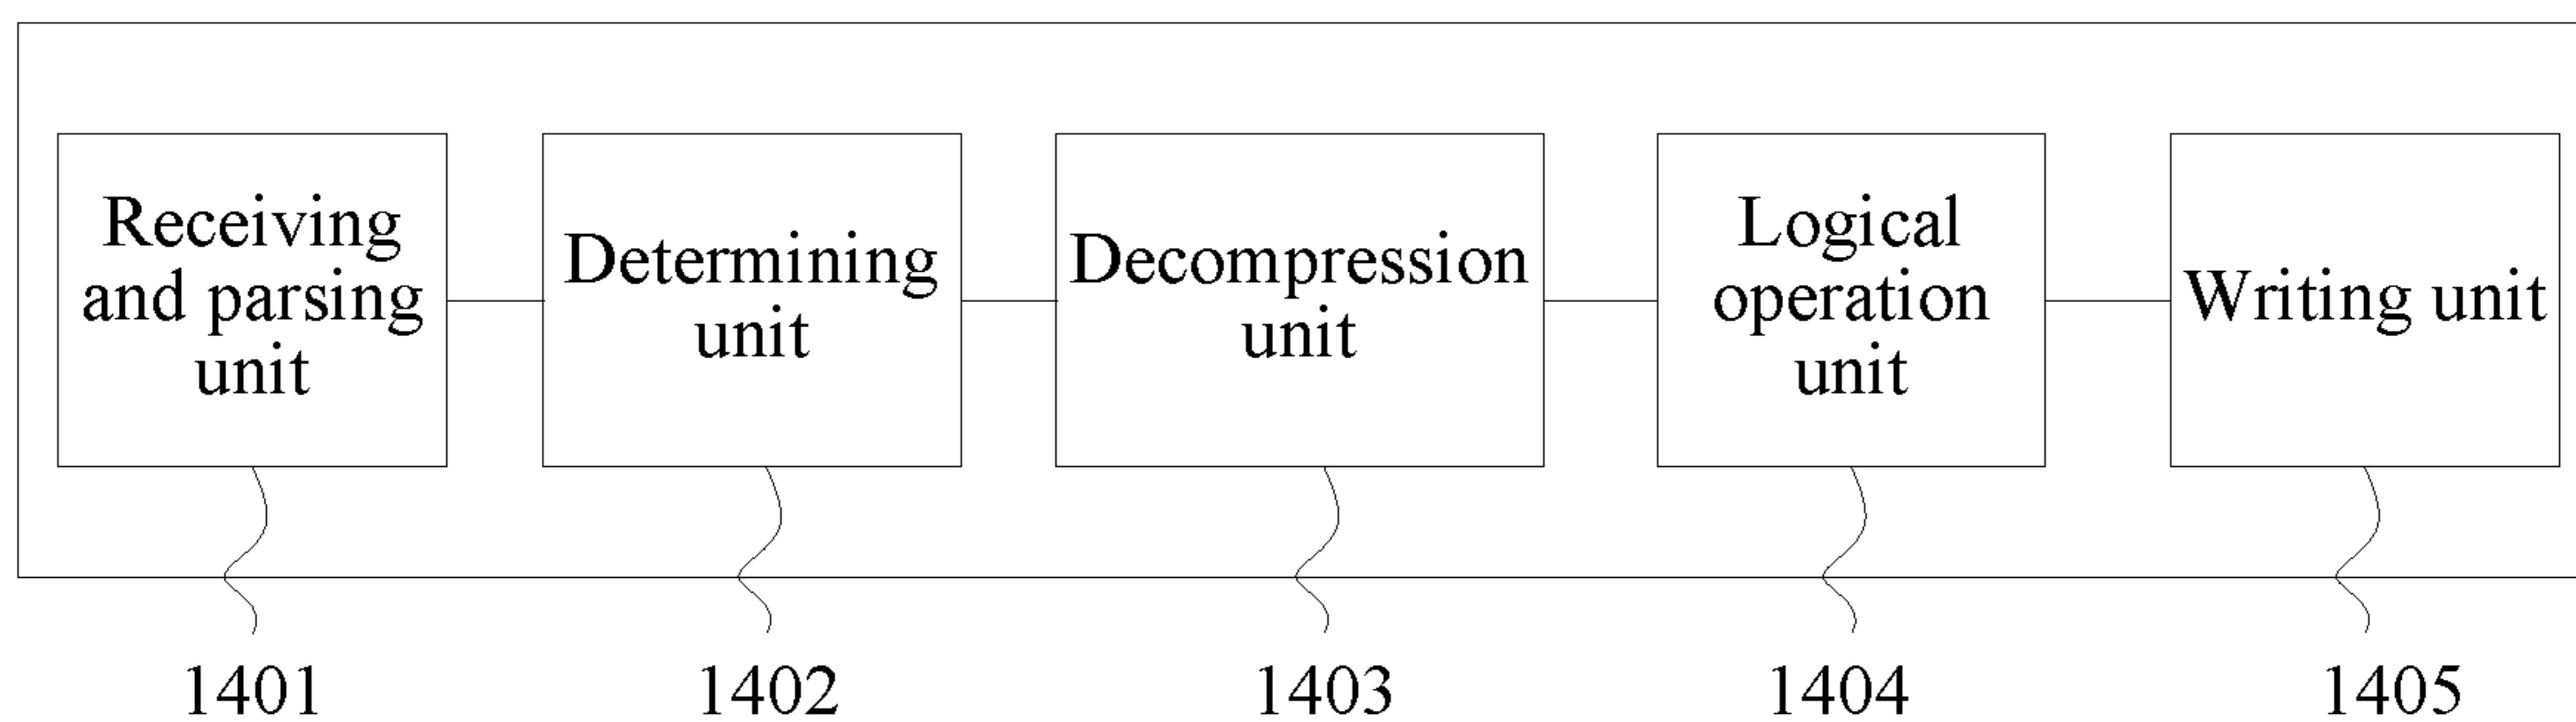 Receiving
and parsing
unit
Determining
unit
Decompression
unit
Logical
operation
unit
Writing unit
1401
1402
1403
1404
1405